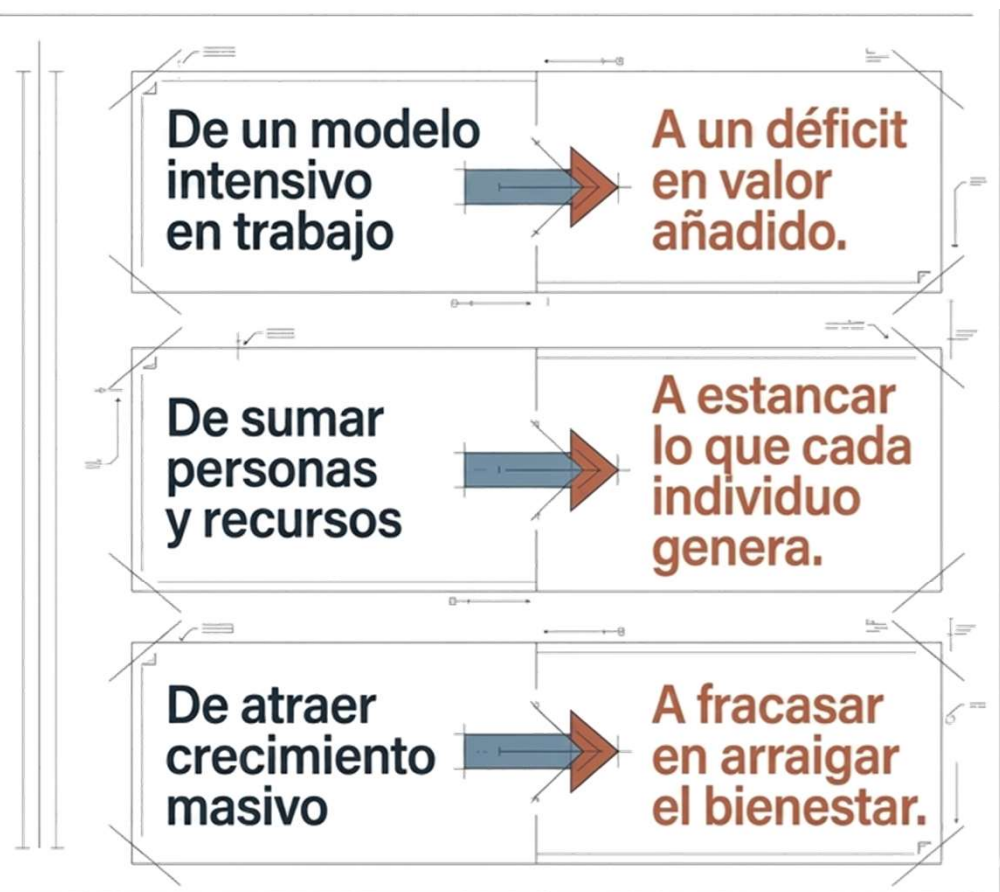 De un modelo
intensivo
en trabajo
A un déficit
en valor
añadido.
De sumar
personas
y recursos
A estancar
lo que cada
individuo
genera.
De atraer
crecimiento
masivo
A fracasar
en arraigar
el bienestar.